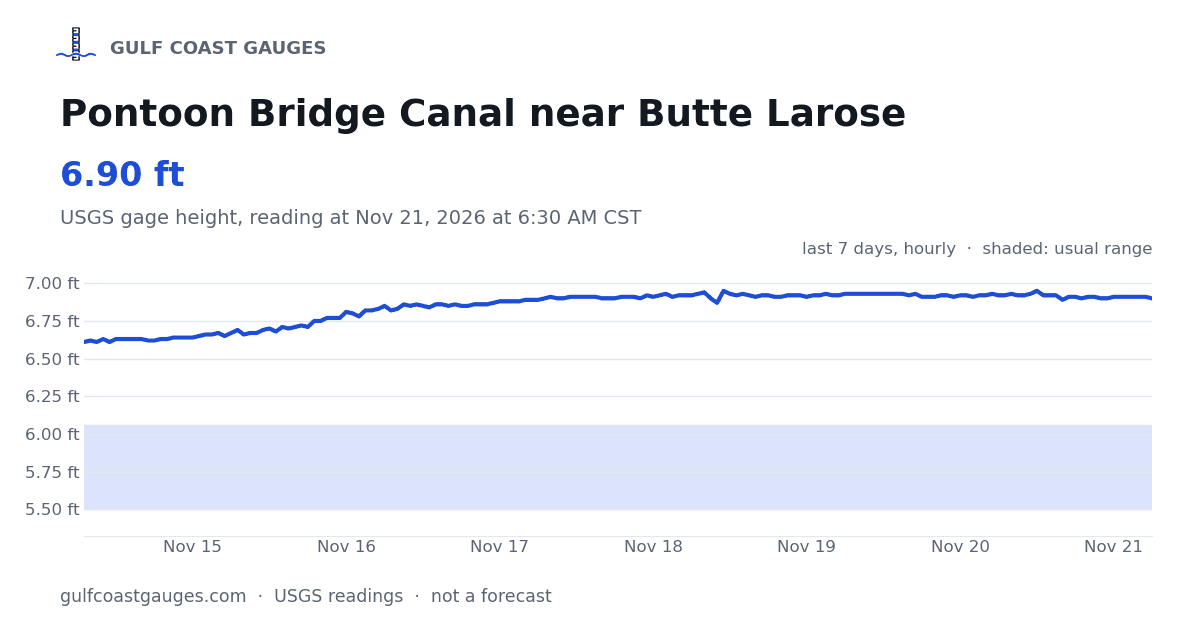 GULF COAST GAUGES
Pontoon Bridge Canal near Butte Larose
6.90 ft
USGS gage height, reading at Nov 21, 2026 at 6:30 AM CST
last 7 days, hourly · shaded: usual range
7.00 ft
6.75 ft
6.50 ft
6.25 ft
6.00 ft
5.75 ft
5.50 ft
Nov 15 Nov 16 Nov 17 Nov 18 Nov 19 Nov 20 Nov 21
gulfcoastgauges.com · USGS readings · not a forecast